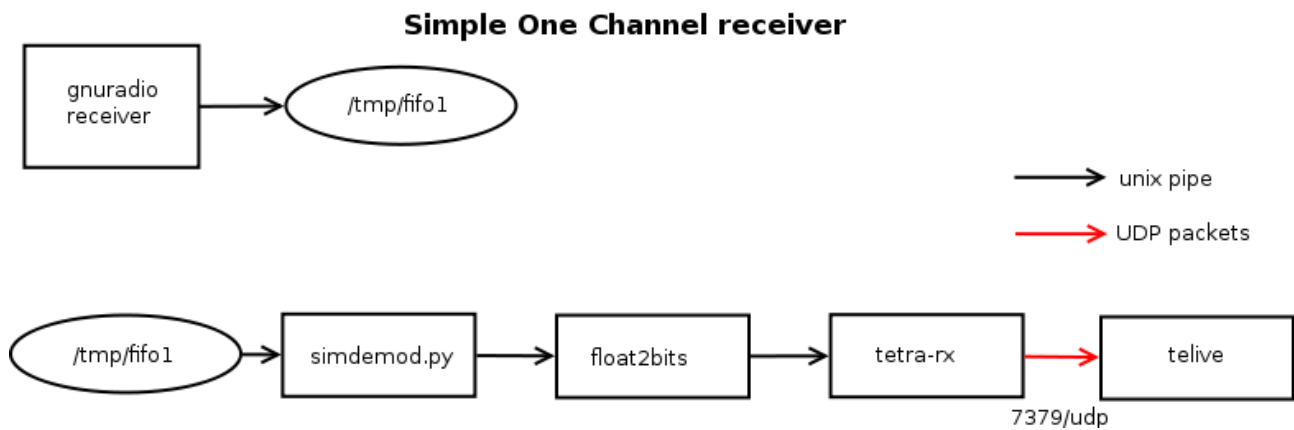 Simple One Channel receiver
gnuradio
receiver
/tmp/fifo1
unix pipe
UDP packets
/tmp/fifo1
simdemod.py
float2bits
tetra-rx
telive
7379/udp